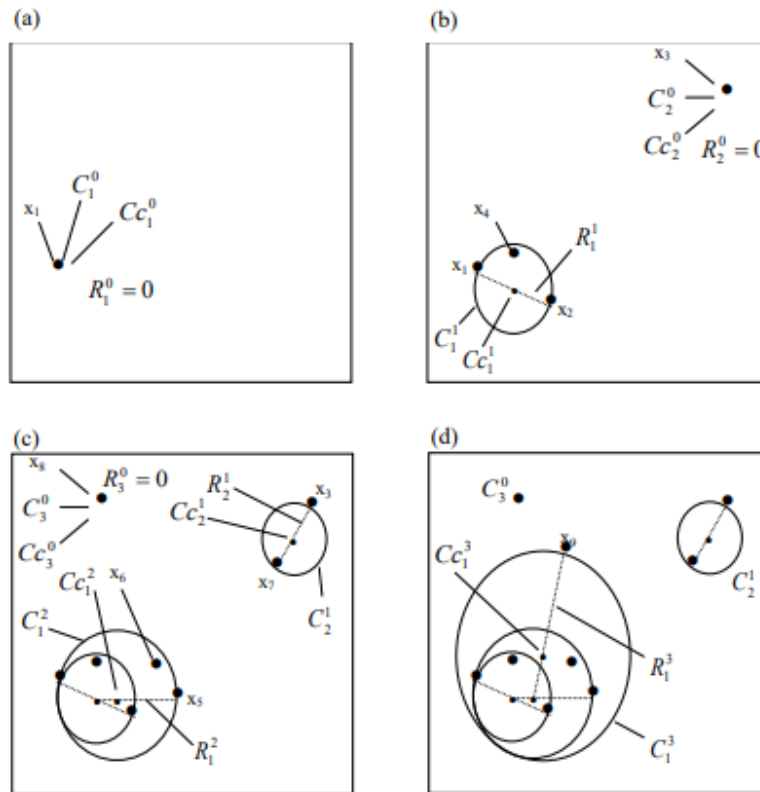 (a)
C₁⁰
x₁
Cc₁⁰
R₁⁰ = 0
(b)
x₃
C₂⁰
Cc₂⁰ R₂⁰ = 0
x₄
R₁¹
x₁
x₂
C₁¹
Cc₁¹
(c)
x₈
R₃⁰ = 0
C₃⁰
Cc₃⁰
R₂¹
x₃
Cc₂¹
x₇
C₂¹
Cc₁²
x₆
C₁²
x₅
R₁²
(d)
C₃⁰
x₉
Cc₁³
C₂¹
R₁³
C₁³